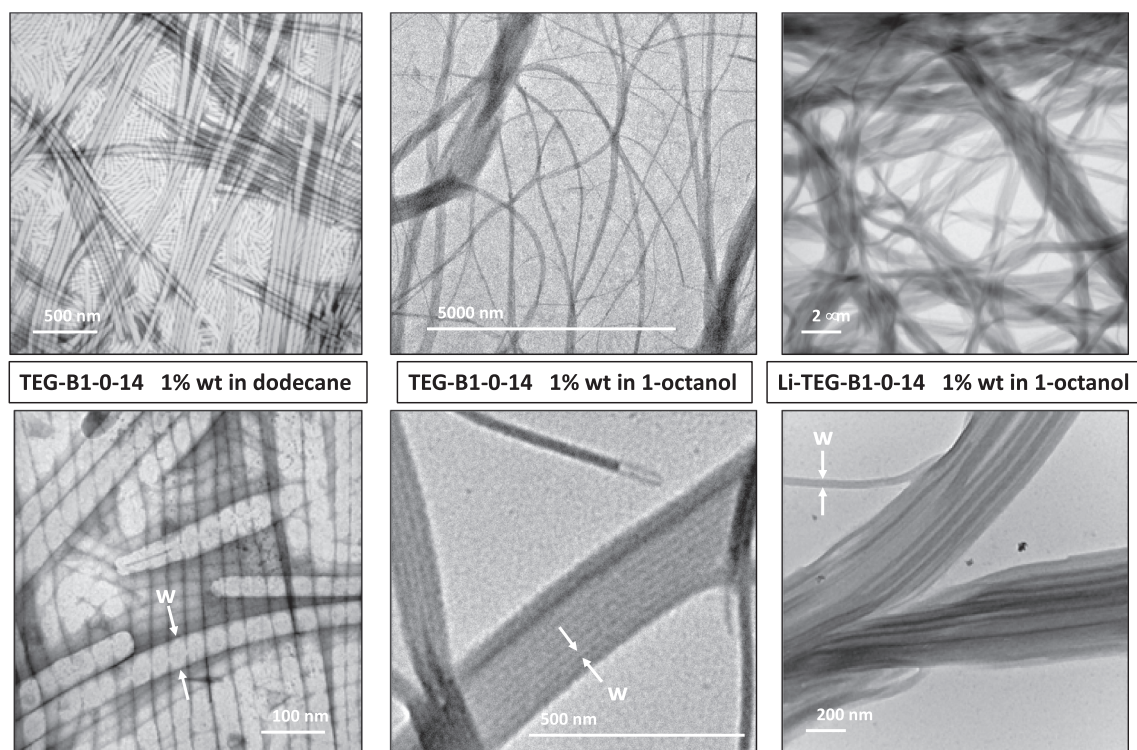 500 nm
5000 nm
2 ∝m
TEG-B1-0-14 1% wt in dodecane
TEG-B1-0-14 1% wt in 1-octanol
Li-TEG-B1-0-14 1% wt in 1-octanol
W
100 nm
W
500 nm
W
200 nm